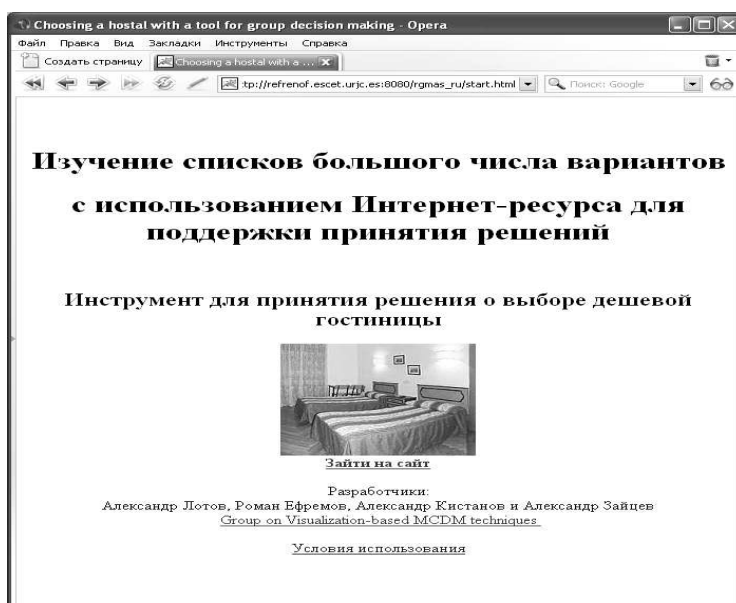 Choosing a hostal with a tool for group decision making - Opera
Файл Правка Вид Закладки Инструменты Справка
Создать страницу Choosing a hostal with a ...
:tp://refrenof.escet.urjc.es:8080/rgmas_ru/start.html Поиск: Google
Изучение списков большого числа вариантов
с использованием Интернет-ресурса для
поддержки принятия решений
Инструмент для принятия решения о выборе дешевой
гостиницы
Зайти на сайт
Разработчики:
Александр Лотов, Роман Ефремов, Александр Кистанов и Александр Зайцев
Group on Visualization-based MCDM techniques
Условия использования